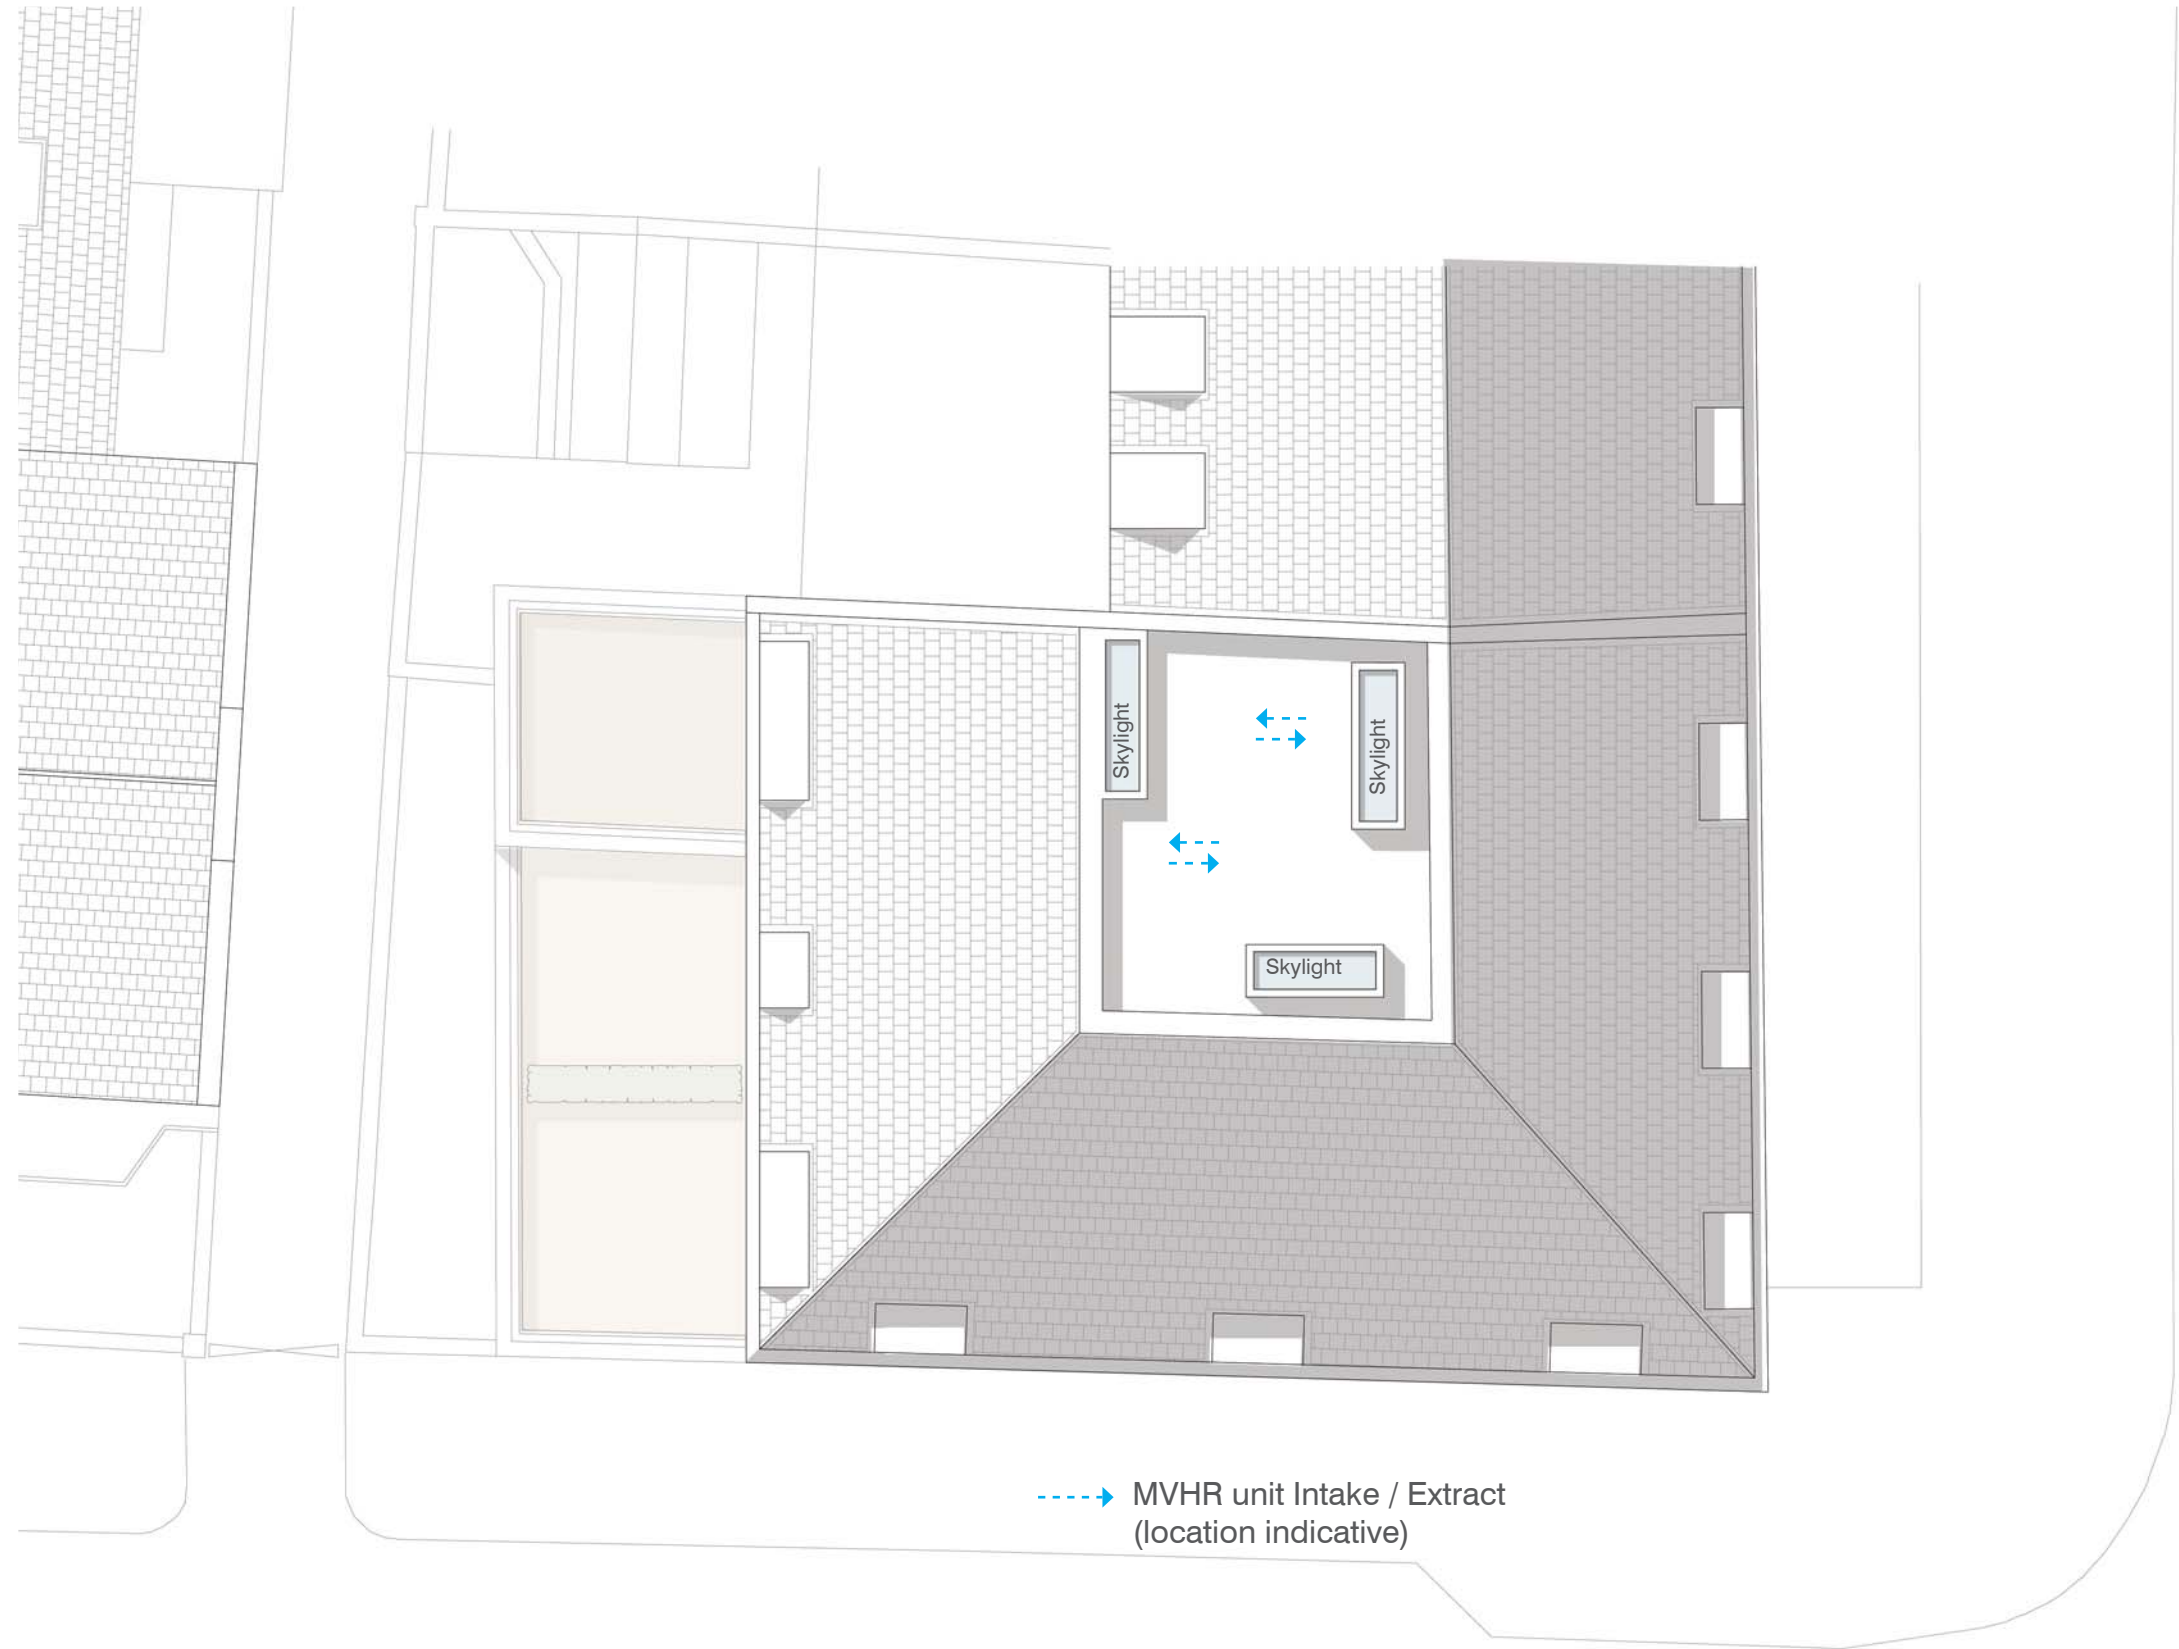 Skylight
Skylight
Skylight
MVHR unit Intake / Extract
(location indicative)